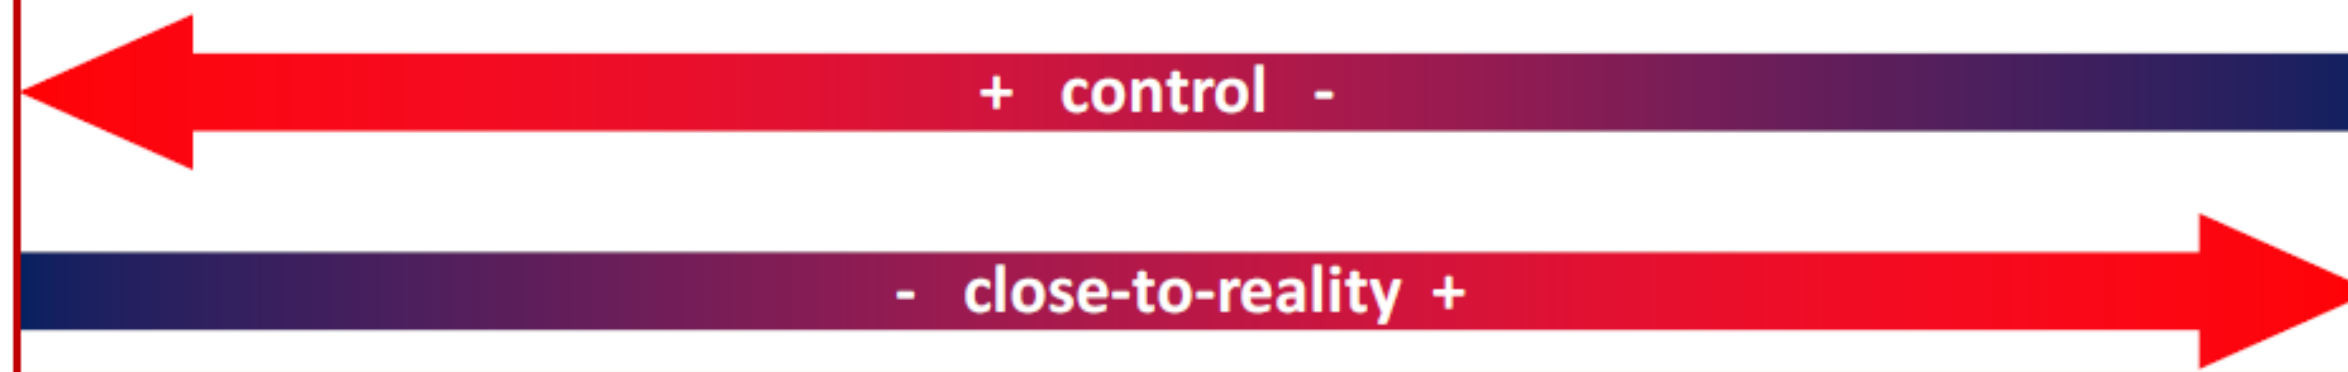 + control -
- close-to-reality +